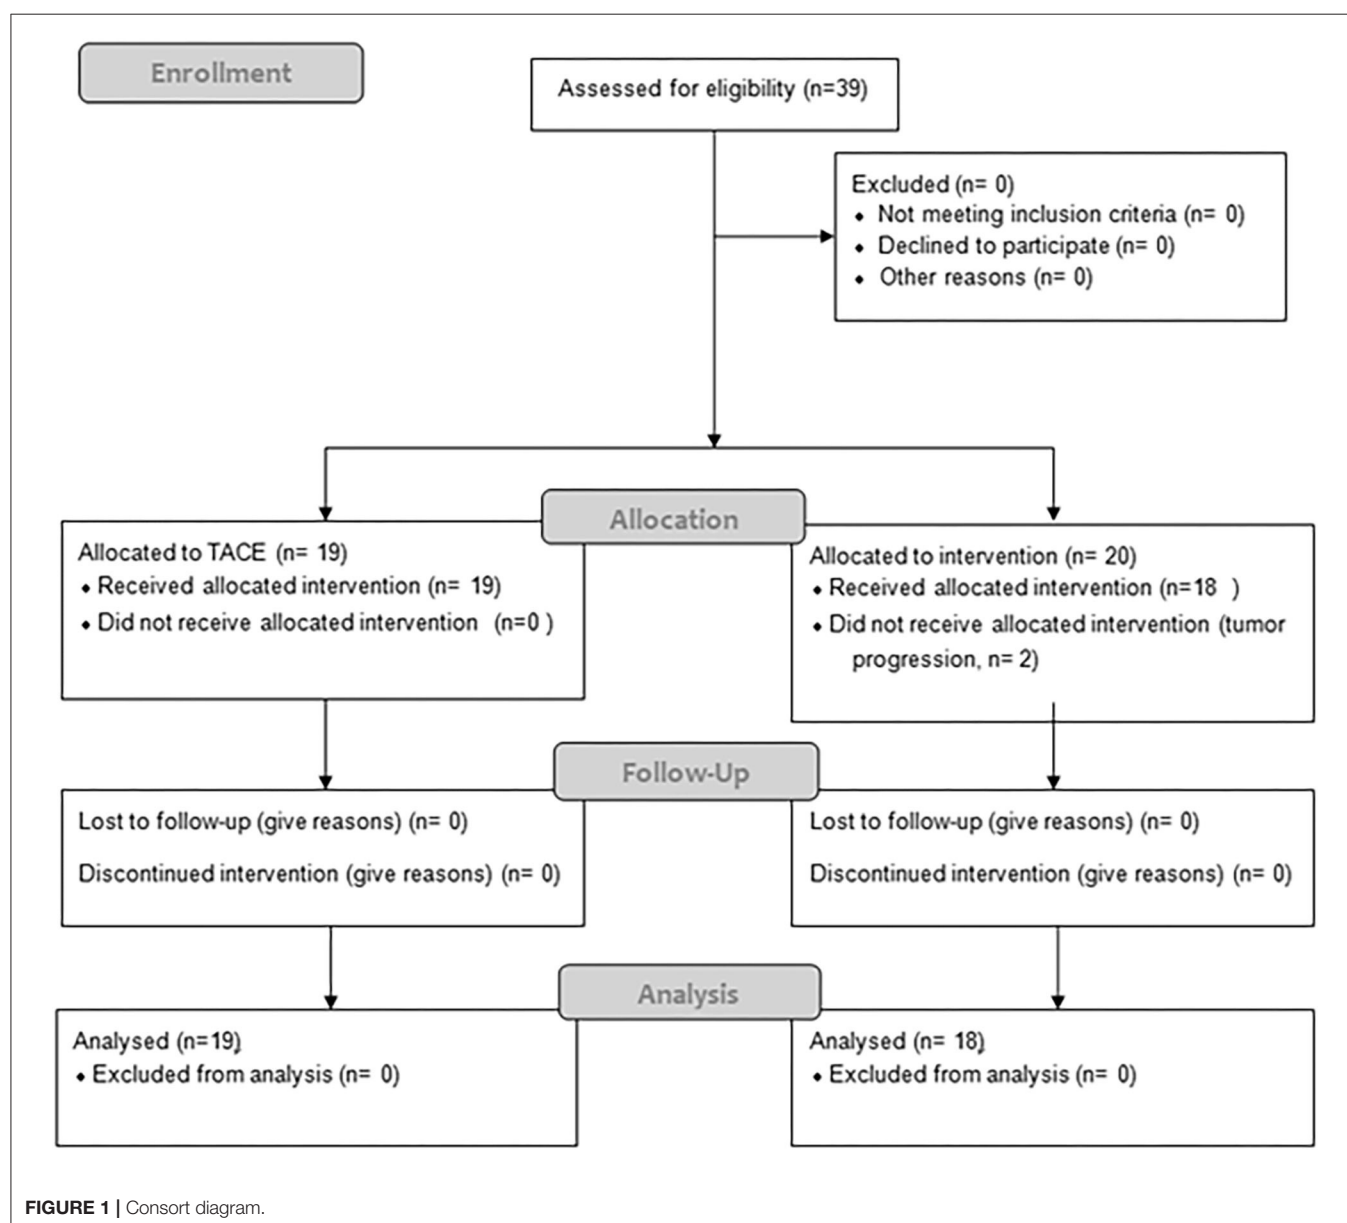 Enrollment
Assessed for eligibility (n=39)
Excluded (n= 0)
• Not meeting inclusion criteria (n= 0)
• Declined to participate (n= 0)
• Other reasons (n= 0)
Allocation
Allocated to TACE (n= 19)
• Received allocated intervention (n= 19)
• Did not receive allocated intervention (n=0 )
Allocated to intervention (n= 20)
• Received allocated intervention (n=18 )
• Did not receive allocated intervention (tumor
progression, n= 2)
Follow-Up
Lost to follow-up (give reasons) (n= 0)
Discontinued intervention (give reasons) (n= 0)
Lost to follow-up (give reasons) (n= 0)
Discontinued intervention (give reasons) (n= 0)
Analysis
Analysed (n=19)
• Excluded from analysis (n= 0)
Analysed (n= 18)
• Excluded from analysis (n= 0)
FIGURE 1 | Consort diagram.